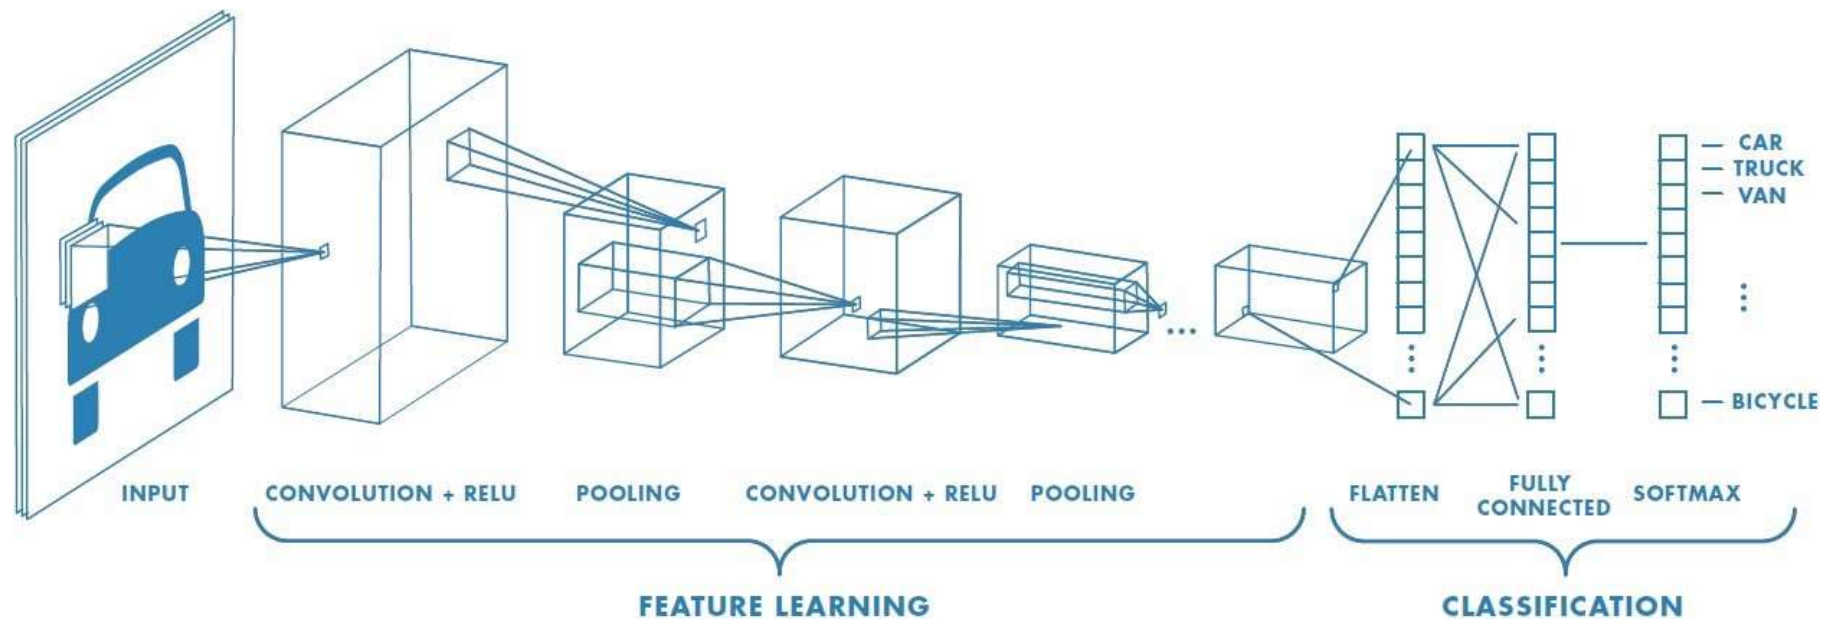 CAR
TRUCK
VAN
BICYCLE
INPUT
CONVOLUTION + RELU
POOLING
CONVOLUTION + RELU
POOLING
FLATTEN
FULLY
CONNECTED
SOFTMAX
FEATURE LEARNING
CLASSIFICATION